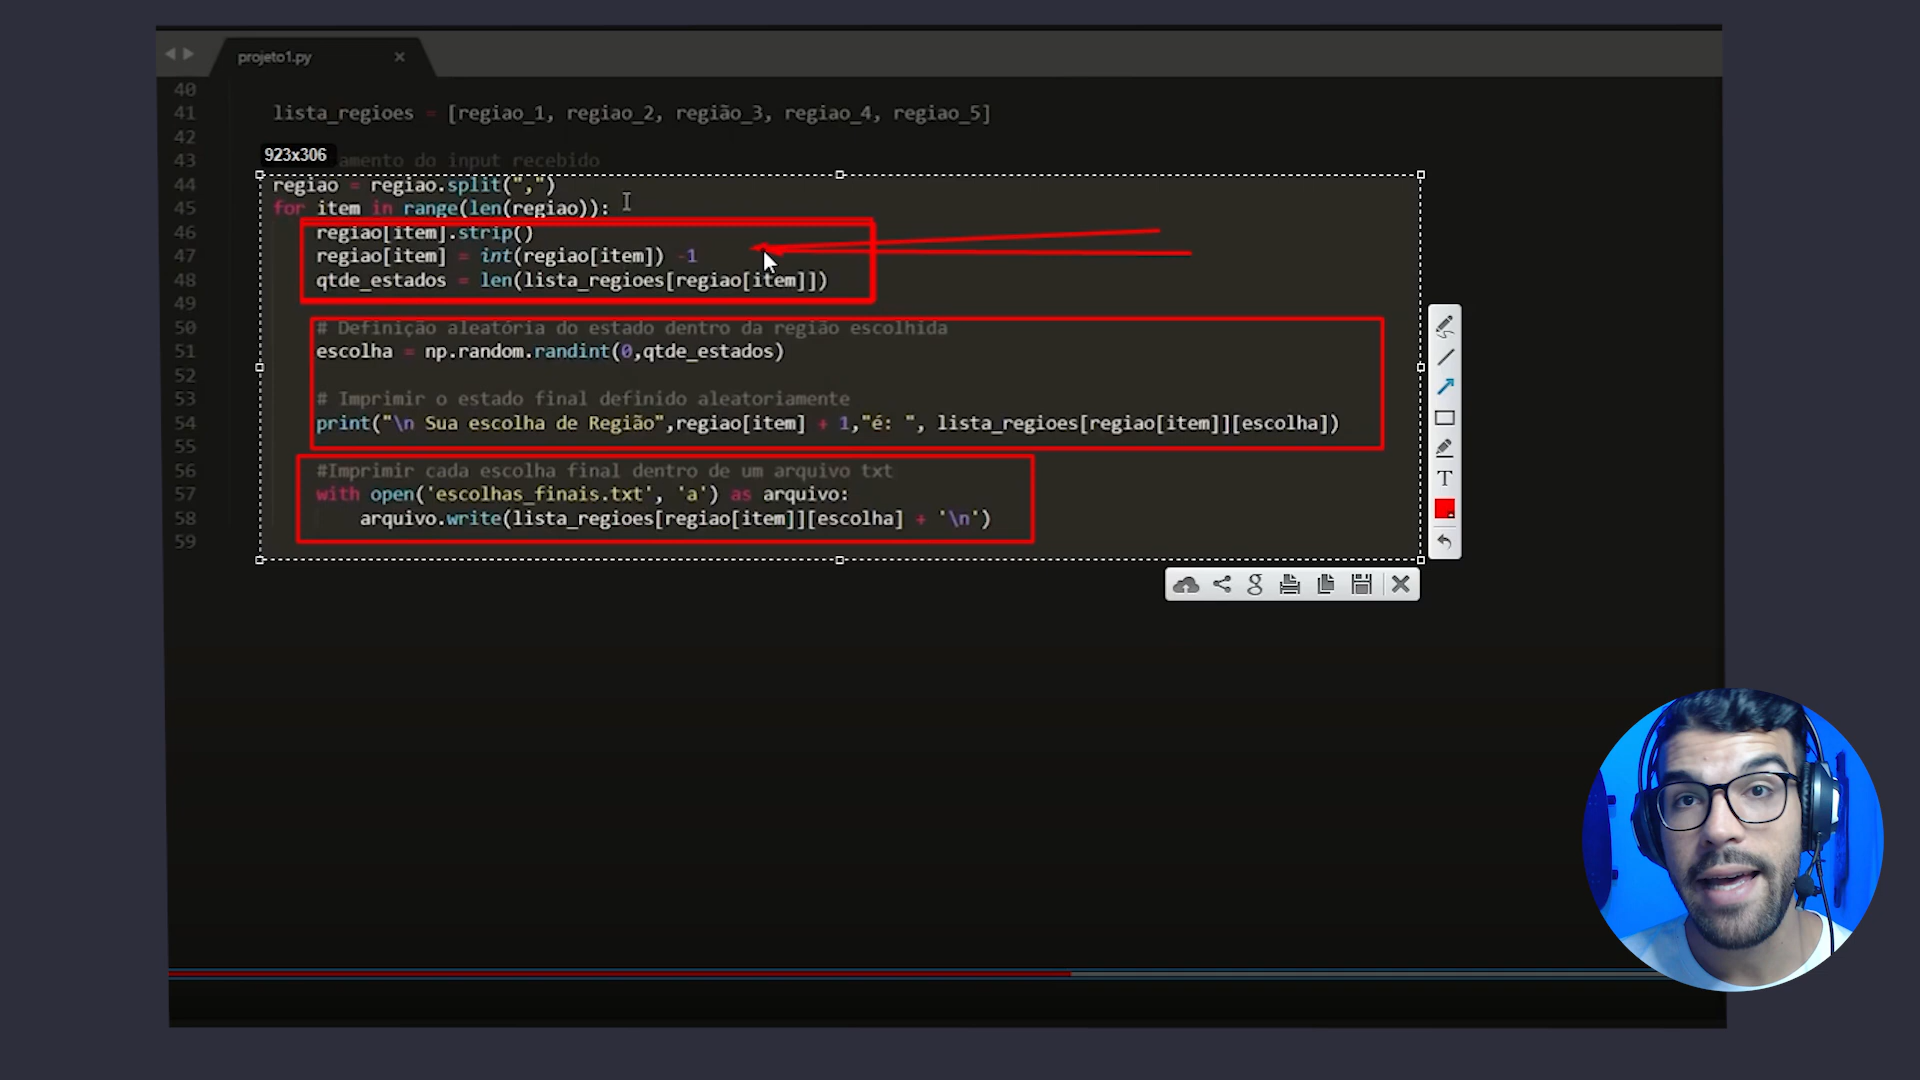 projeto1.py
40
41 lista_regioes = [regiao_1, regiao_2, região_3, regiao_4, regiao_5]
42
923x306
43 amento do input recebido
44 regiao = regiao.split(",")
45 for item in range(len(regiao)):
46 regiao[item].strip()
47 regiao[item] = int(regiao[item]) -1
48 qtde_estados = len(lista_regioes[regiao[item]])
49
50 # Definição aleatória do estado dentro da região escolhida
51 escolha = np.random.randint(0,qtde_estados)
52
53 # Imprimir o estado final definido aleatoriamente
54 print("\n Sua escolha de Região",regiao[item] + 1,"é: ", lista_regioes[regiao[item]][escolha])
55
56 #Imprimir cada escolha final dentro de um arquivo txt
57 with open('escolhas_finais.txt', 'a') as arquivo:
58 arquivo.write(lista_regioes[regiao[item]][escolha] + '\n')
59